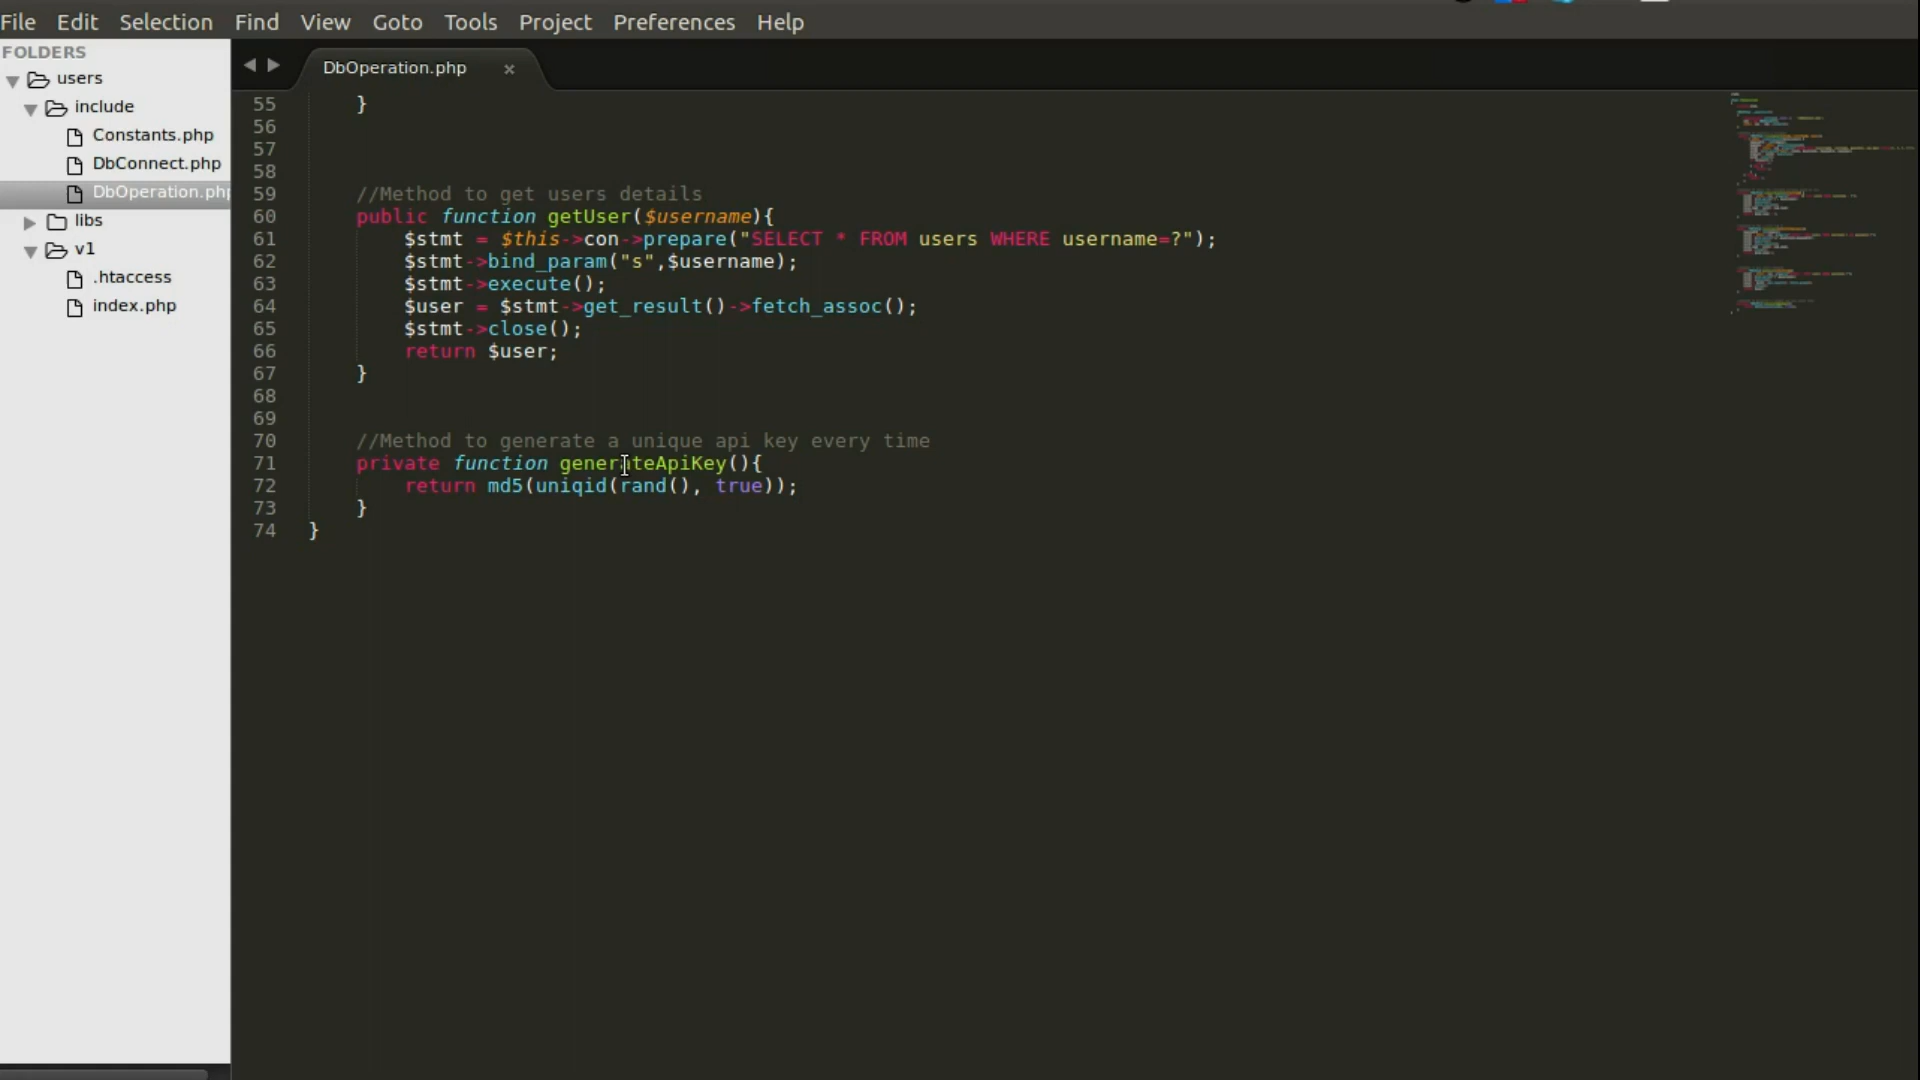 File Edit Selection Find View Goto Tools Project Preferences Help
FOLDERS
users
include
Constants.php
DbConnect.php
DbOperation.php
libs
v1
.htaccess
index.php
DbOperation.php ×
55 }
56
57
58
59 //Method to get users details
60 public function getUser($username){
61 $stmt = $this->con->prepare("SELECT * FROM users WHERE username=?");
62 $stmt->bind_param("s",$username);
63 $stmt->execute();
64 $user = $stmt->get_result()->fetch_assoc();
65 $stmt->close();
66 return $user;
67 }
68
69
70 //Method to generate a unique api key every time
71 private function generateApiKey(){
72 return md5(uniqid(rand(), true));
73 }
74 }